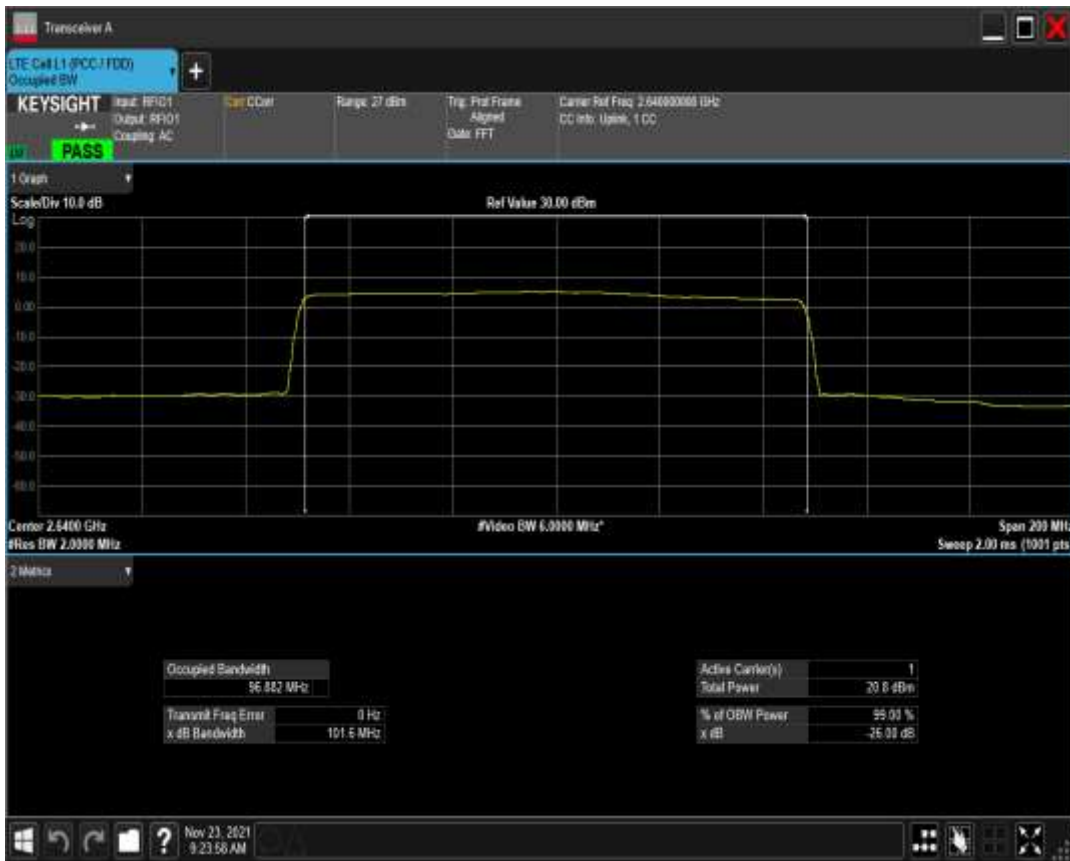 Transceiver A
LTE Cell L1 (PCC / FDD)
Occupied BW
+
KEYSIGHT
PASS
Input: RFIO1
Output: RFIO1
Coupling: AC
Corr CCorr
Range: 27 dBm
Trig: Prot Frame
Aligned
Gate: FFT
Carrier Ref Freq: 2.640000000 GHz
CC Info: Uplink, 1 CC
1 Graph
Scale/Div 10.0 dB
Ref Value 30.00 dBm
Log
20.0
10.0
0.00
-10.0
-20.0
-30.0
-40.0
-50.0
-60.0
Center 2.6400 GHz
#Video BW 6.0000 MHz*
Span 200 MHz
#Res BW 2.0000 MHz
Sweep 2.00 ms (1001 pts
2 Metrics
Occupied Bandwidth
96.882 MHz
Transmit Freq Error 0 Hz
x dB Bandwidth 101.6 MHz
Active Carrier(s) 1
Total Power 20.8 dBm
% of OBW Power 99.00 %
x dB -26.00 dB
?
Nov 23, 2021
9:23:58 AM